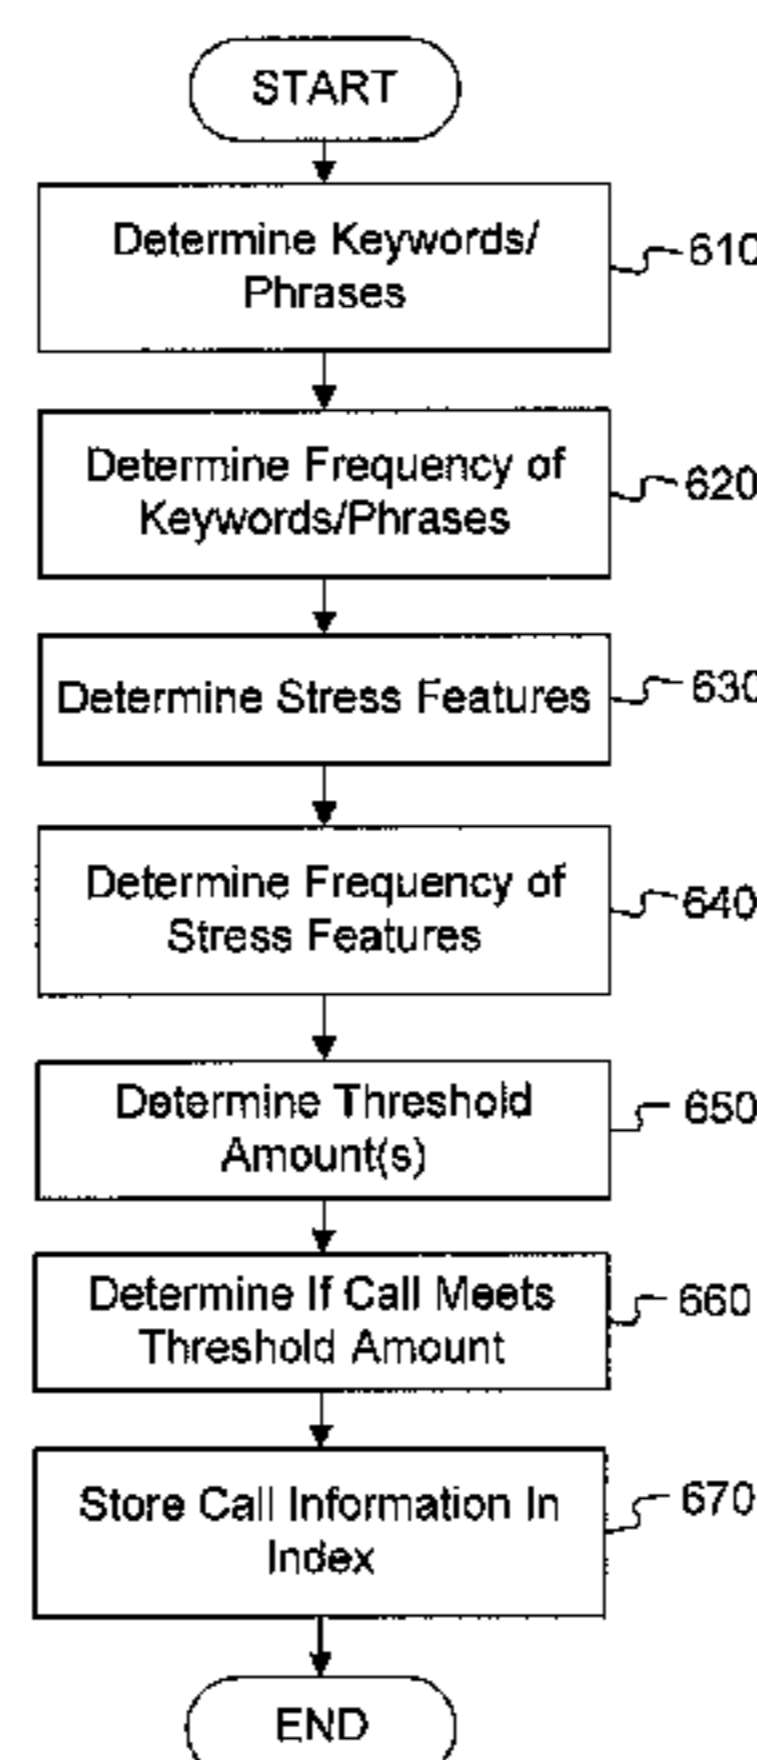 START
Determine Keywords/
Phrases
610
Determine Frequency of
Keywords/Phrases
620
Determine Stress Features
630
Determine Frequency of
Stress Features
640
Determine Threshold
Amount(s)
650
Determine If Call Meets
Threshold Amount
660
Store Call Information In
Index
670
END